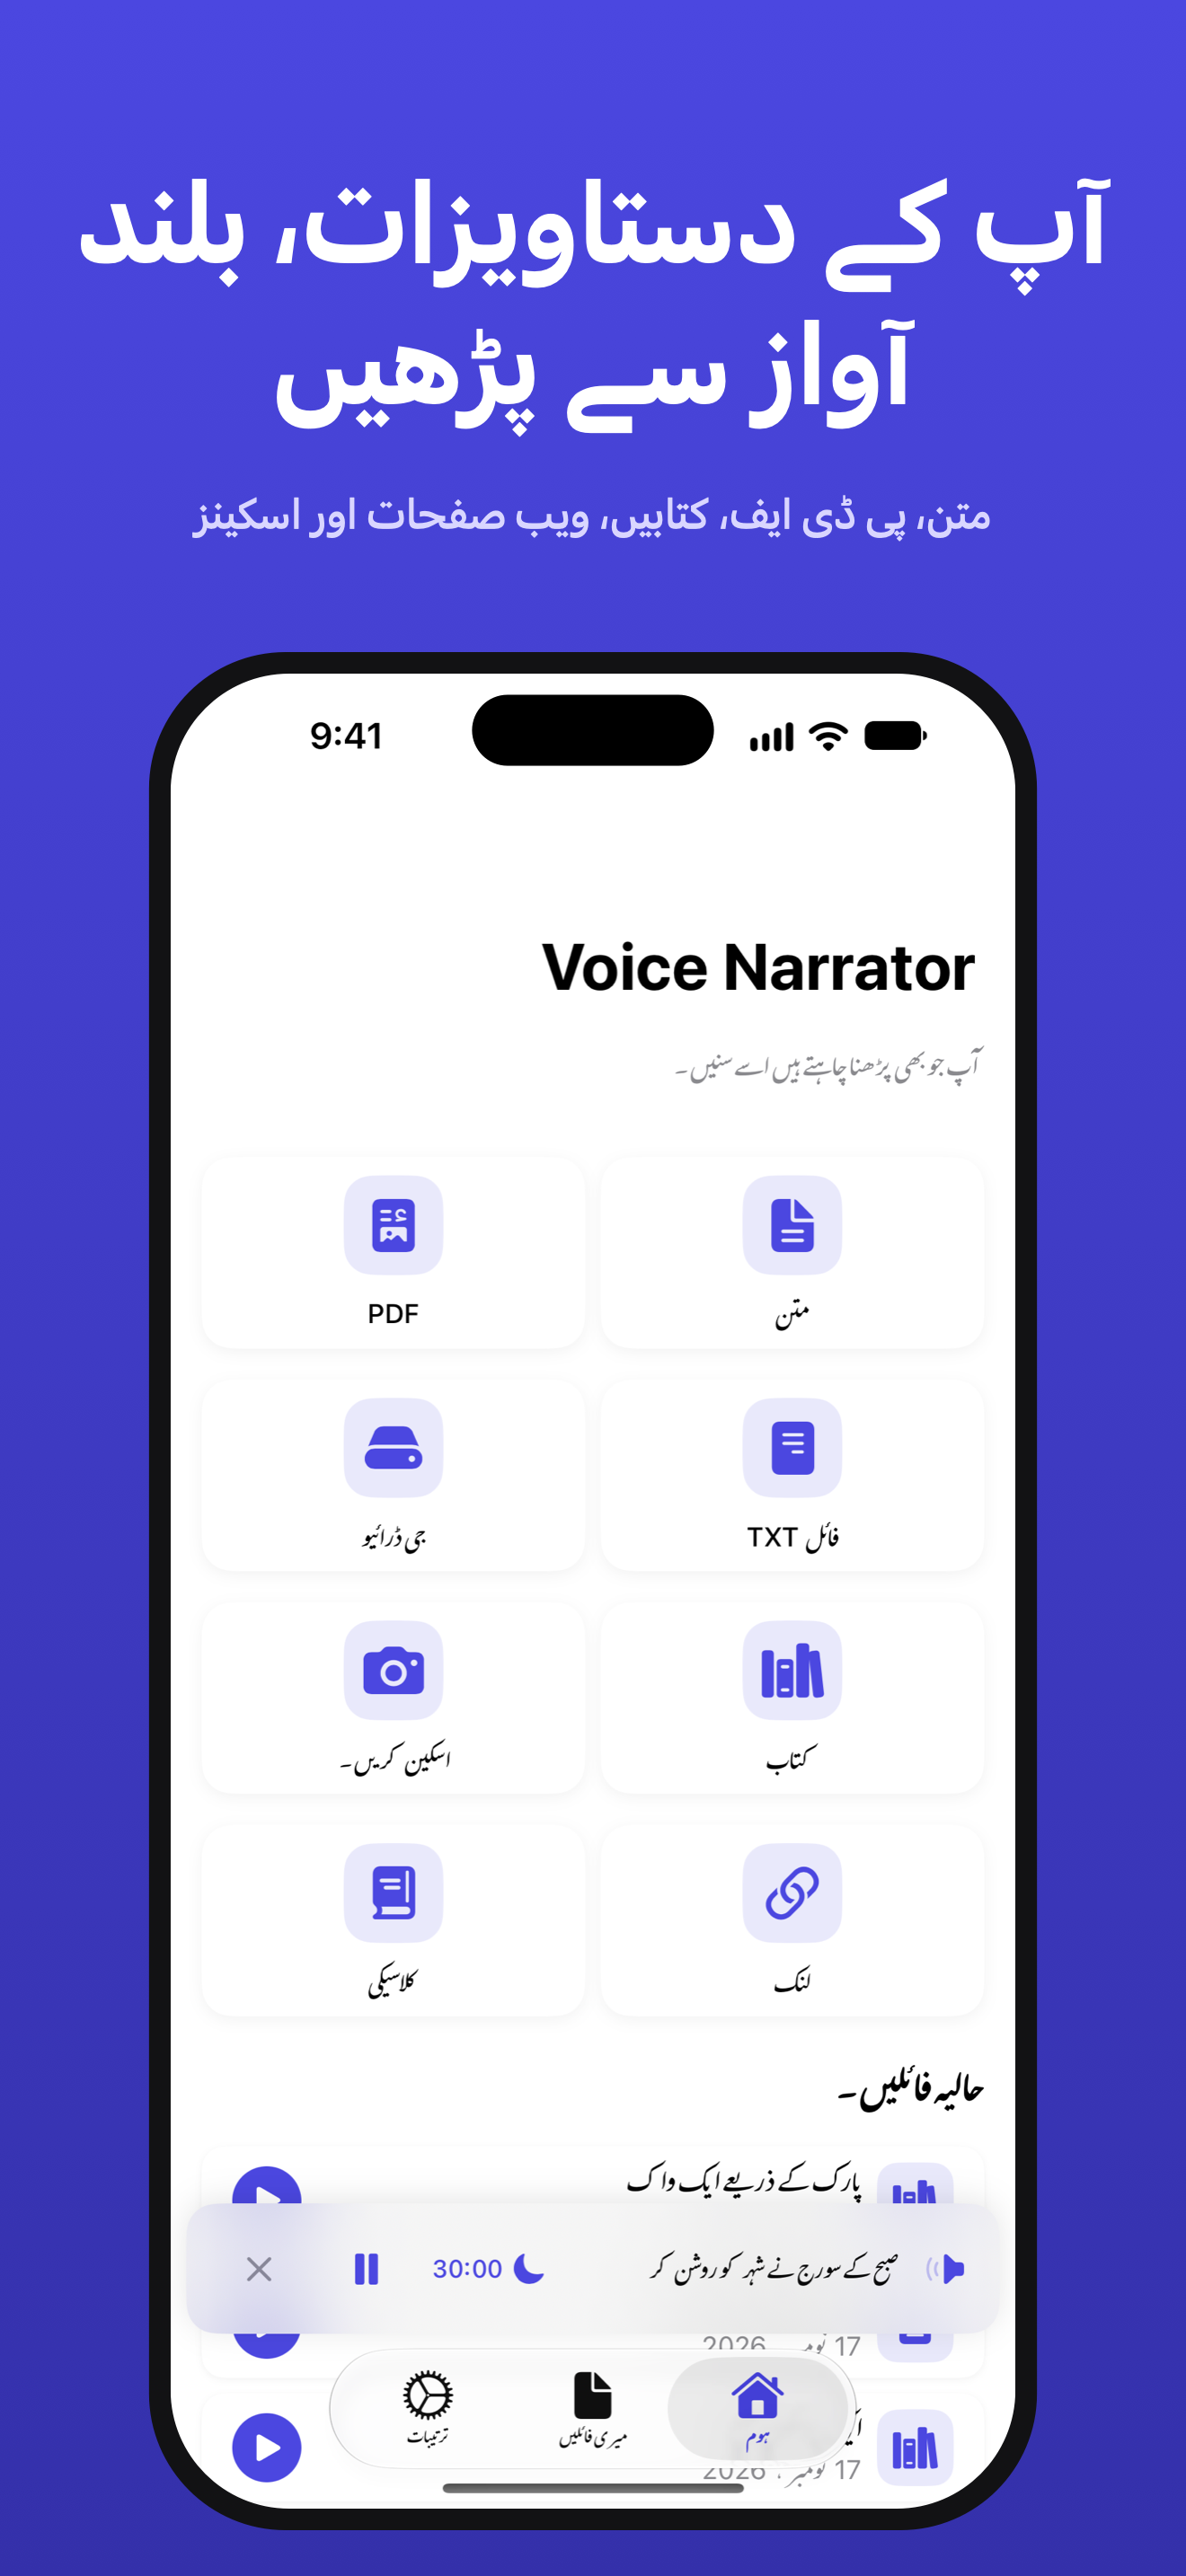 آپ کے دستاویزات، بلند
آواز سے پڑھیں
متن، پی ڈی ایف، کتابیں، ویب صفحات اور اسکینز
9:41
Voice Narrator
آپ جو بھی پڑھنا چاہتے ہیں اسے سنیں۔
متن
PDF
فائل TXT
جی ڈرائیو
کتاب
اسکین کریں۔
لنک
کلاسیکی
حالیہ فائلیں۔
پارک کے ذریعے ایک واک
صبح کے سورج نے شہر کو روشن کر
30:00
17 نومبر، 2026
ہوم
میری فائلیں
ترتیبات
17 نومبر، 2026